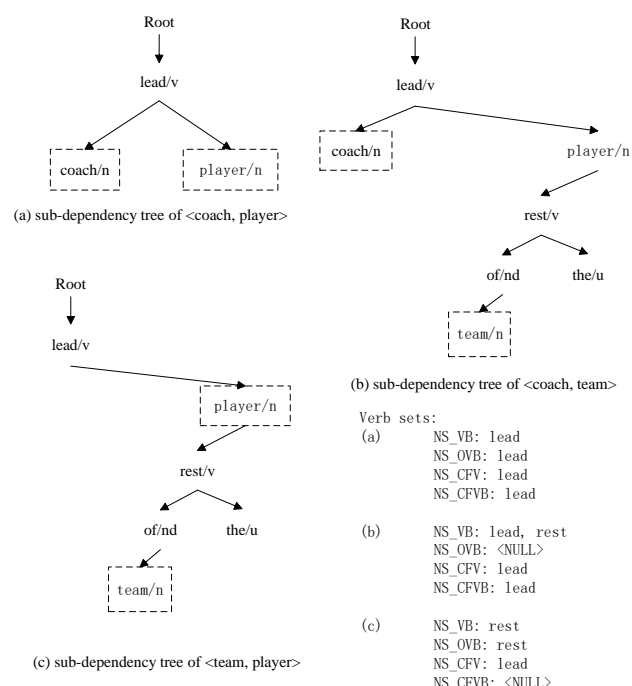 Root
lead/v
coach/n
player/n
(a) sub-dependency tree of <coach, player>
Root
lead/v
coach/n
player/n
rest/v
of/nd
the/u
team/n
(b) sub-dependency tree of <coach, team>
Root
lead/v
player/n
rest/v
of/nd
the/u
team/n
(c) sub-dependency tree of <team, player>
Verb sets:
(a) NS_VB: lead
NS_OVB: lead
NS_CFV: lead
NS_CFVB: lead
(b) NS_VB: lead, rest
NS_OVB: <NULL>
NS_CFV: lead
NS_CFVB: lead
(c) NS_VB: rest
NS_OVB: rest
NS_CFV: lead
NS_CFVB: <NULL>